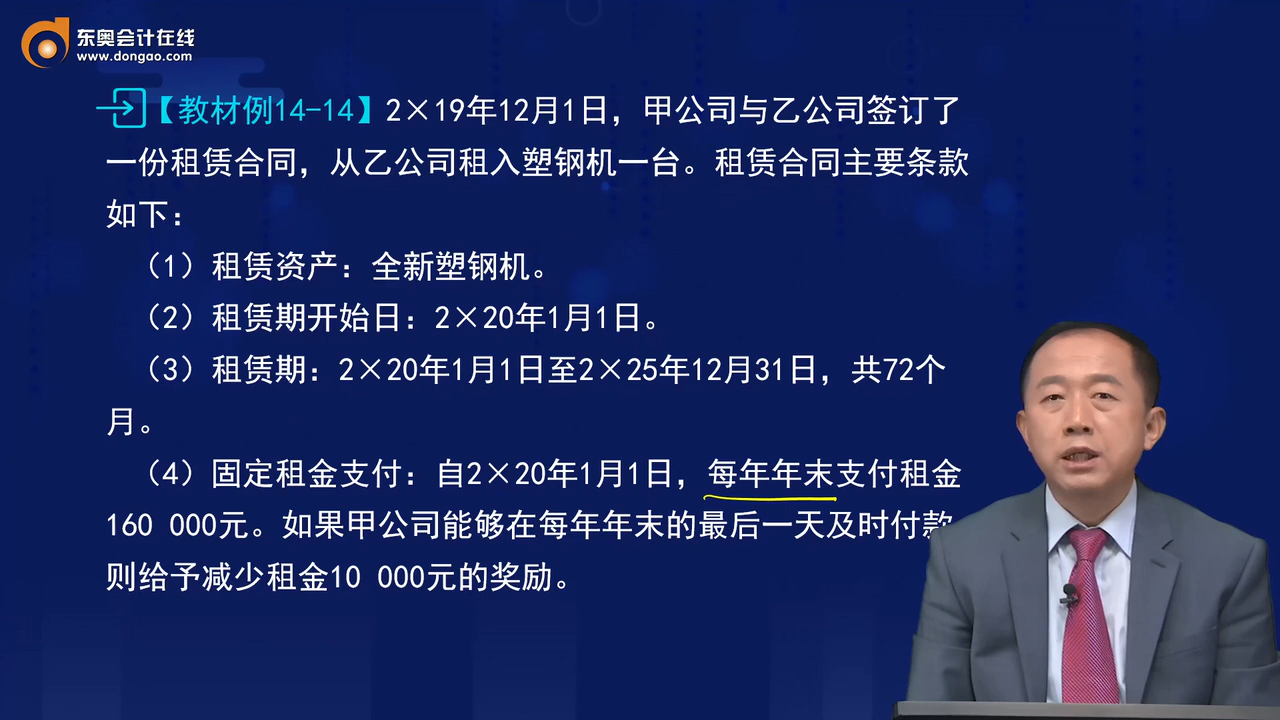 东奥会计在线
www.dongao.com
【教材例14-14】2×19年12月1日，甲公司与乙公司签订了
一份租赁合同，从乙公司租入塑钢机一台。租赁合同主要条款
如下：
（1）租赁资产：全新塑钢机。
（2）租赁期开始日：2×20年1月1日。
（3）租赁期：2×20年1月1日至2×25年12月31日，共72个
月。
（4）固定租金支付：自2×20年1月1日，每年年末支付租金
160 000元。如果甲公司能够在每年年末的最后一天及时付款
则给予减少租金10 000元的奖励。